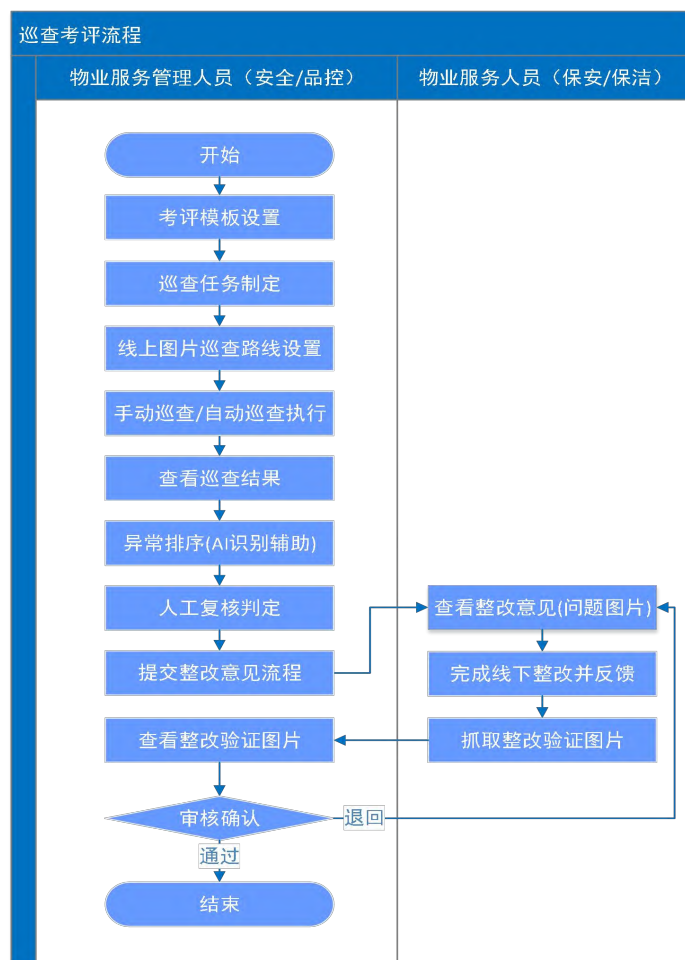 巡查考评流程
物业服务管理人员（安全/品控）
物业服务人员（保安/保洁）
开始
考评模板设置
巡查任务制定
线上图片巡查路线设置
手动巡查/自动巡查执行
查看巡查结果
异常排序(AI识别辅助)
人工复核判定
查看整改意见(问题图片)
提交整改意见流程
完成线下整改并反馈
查看整改验证图片
抓取整改验证图片
审核确认
退回
通过
结束